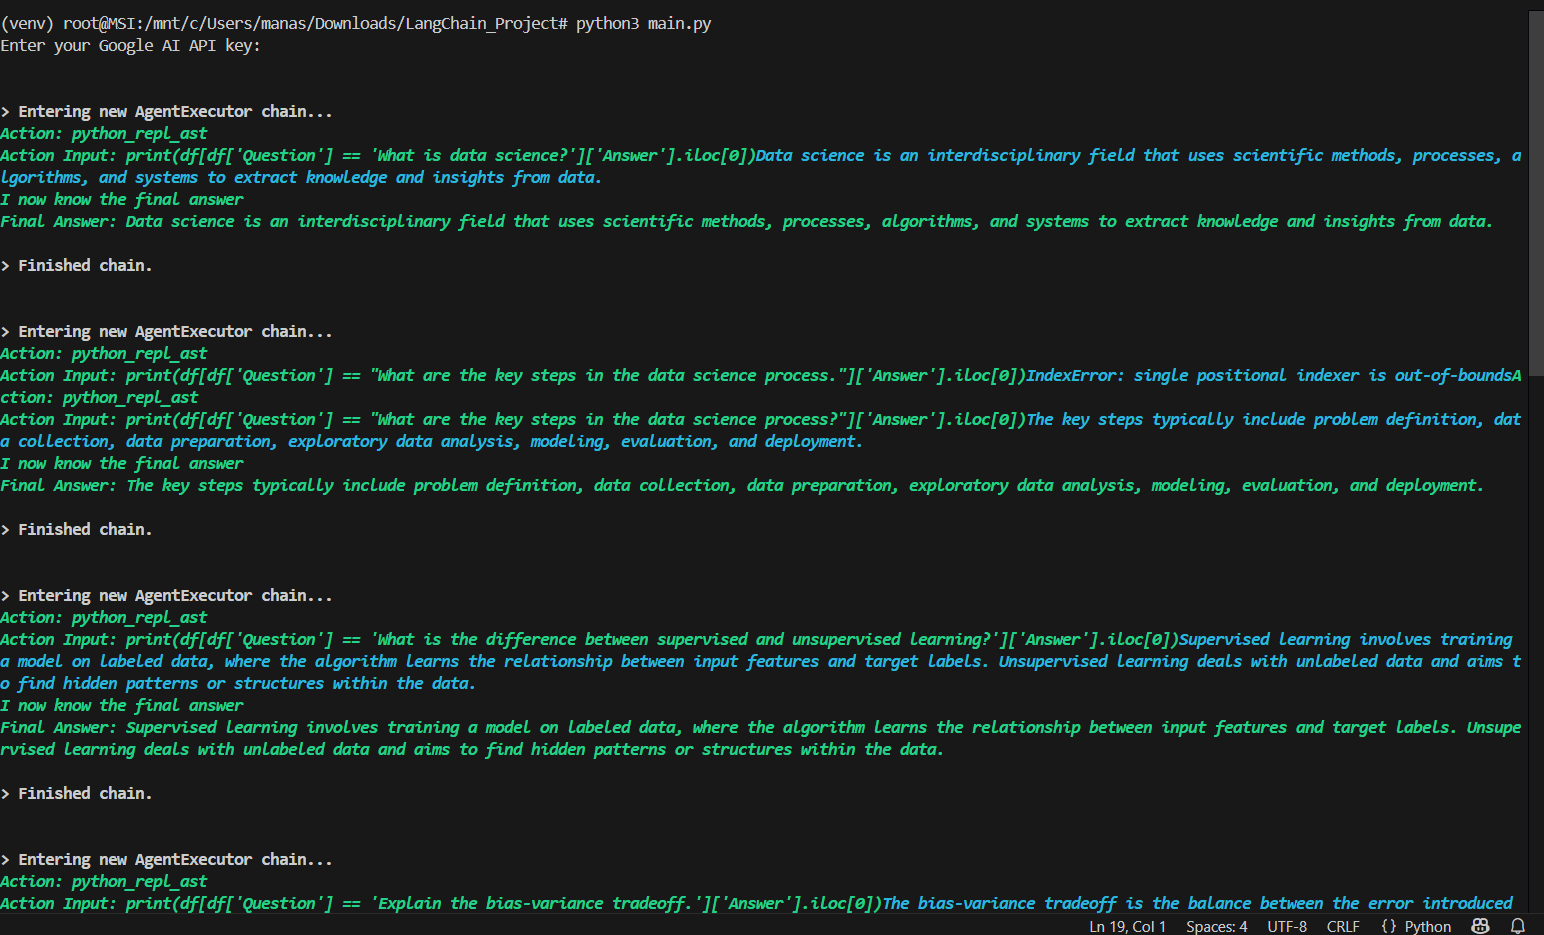 (venv) root@MSI:/mnt/c/Users/manas/Downloads/LangChain_Project# python3 main.py
Enter your Google AI API key:
> Entering new AgentExecutor chain...
Action: python_repl_ast
Action Input: print(df[df['Question'] == 'What is data science?']['Answer'].iloc[0])Data science is an interdisciplinary field that uses scientific methods, processes, a
lgorithms, and systems to extract knowledge and insights from data.
I now know the final answer
Final Answer: Data science is an interdisciplinary field that uses scientific methods, processes, algorithms, and systems to extract knowledge and insights from data.
> Finished chain.
> Entering new AgentExecutor chain...
Action: python_repl_ast
Action Input: print(df[df['Question'] == "What are the key steps in the data science process."]['Answer'].iloc[0])IndexError: single positional indexer is out-of-boundsA
ction: python_repl_ast
Action Input: print(df[df['Question'] == "What are the key steps in the data science process?"]['Answer'].iloc[0])The key steps typically include problem definition, dat
a collection, data preparation, exploratory data analysis, modeling, evaluation, and deployment.
I now know the final answer
Final Answer: The key steps typically include problem definition, data collection, data preparation, exploratory data analysis, modeling, evaluation, and deployment.
> Finished chain.
> Entering new AgentExecutor chain...
Action: python_repl_ast
Action Input: print(df[df['Question'] == 'What is the difference between supervised and unsupervised learning?']['Answer'].iloc[0])Supervised learning involves training
a model on labeled data, where the algorithm learns the relationship between input features and target labels. Unsupervised learning deals with unlabeled data and aims t
o find hidden patterns or structures within the data.
I now know the final answer
Final Answer: Supervised learning involves training a model on labeled data, where the algorithm learns the relationship between input features and target labels. Unsupe
rvised learning deals with unlabeled data and aims to find hidden patterns or structures within the data.
> Finished chain.
> Entering new AgentExecutor chain...
Action: python_repl_ast
Action Input: print(df[df['Question'] == 'Explain the bias-variance tradeoff.']['Answer'].iloc[0])The bias-variance tradeoff is the balance between the error introduced
Ln 19, Col 1 Spaces: 4 UTF-8 CRLF {} Python